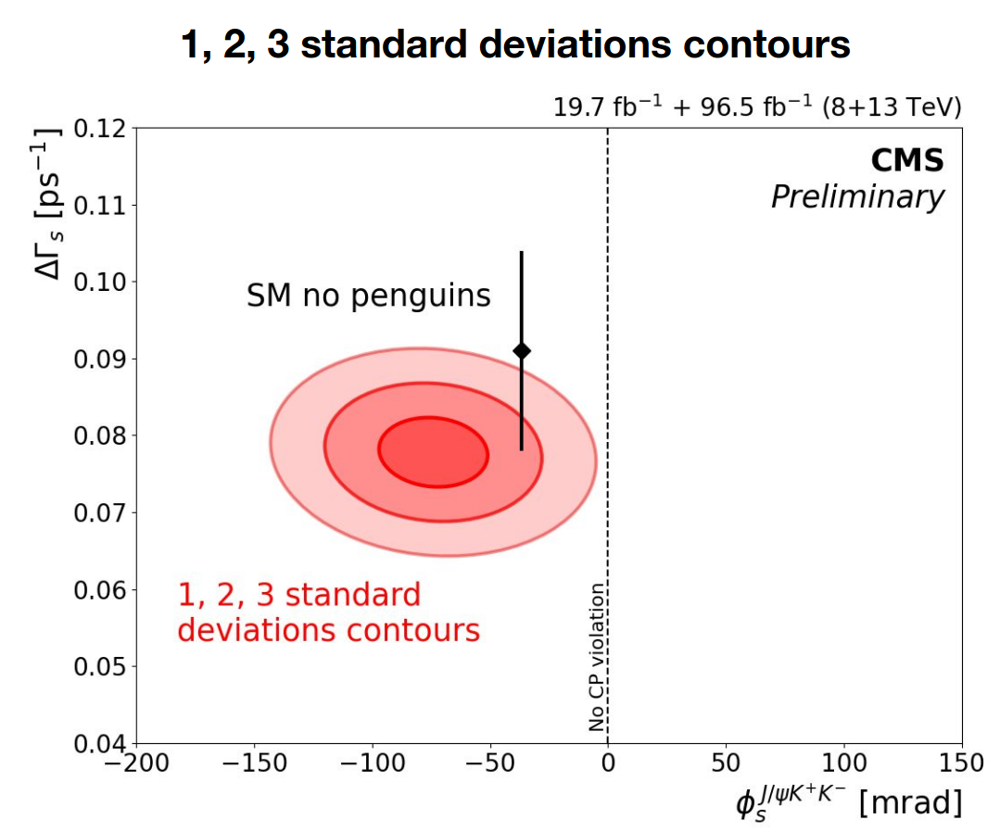 1, 2, 3 standard deviations contours
19.7 fb⁻¹ + 96.5 fb⁻¹ (8+13 TeV)
CMS
Preliminary
ΔΓₛ [ps⁻¹]
0.12
0.11
0.10
0.09
0.08
0.07
0.06
0.05
0.04
SM no penguins
1, 2, 3 standard
deviations contours
No CP violation
−200 −150 −100 −50 0 50 100 150
ϕₛ^{J/ψK⁺K⁻} [mrad]